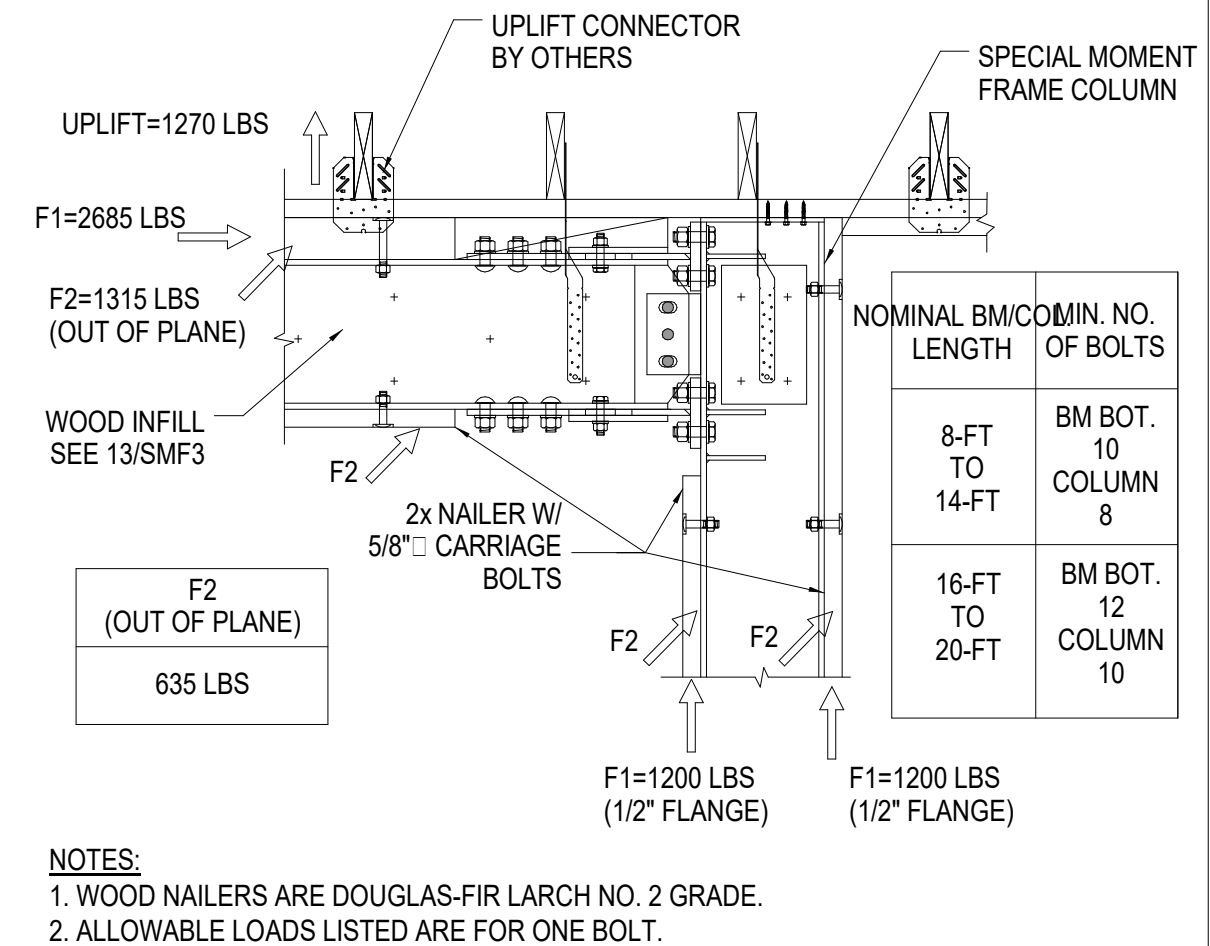 UPLIFT CONNECTOR
BY OTHERS
SPECIAL MOMENT
FRAME COLUMN
UPLIFT=1270 LBS
F1=2685 LBS
F2=1315 LBS
(OUT OF PLANE)
WOOD INFILL
SEE 13/SMF3
F2
2x NAILER W/
5/8"□ CARRIAGE
BOLTS
NOMINAL BM/COL.
LENGTH
MIN. NO.
OF BOLTS
8-FT
TO
14-FT
BM BOT.
10
COLUMN
8
16-FT
TO
20-FT
BM BOT.
12
COLUMN
10
F2
(OUT OF PLANE)
635 LBS
F2
F2
F1=1200 LBS
(1/2" FLANGE)
F1=1200 LBS
(1/2" FLANGE)
NOTES:
1. WOOD NAILERS ARE DOUGLAS-FIR LARCH NO. 2 GRADE.
2. ALLOWABLE LOADS LISTED ARE FOR ONE BOLT.